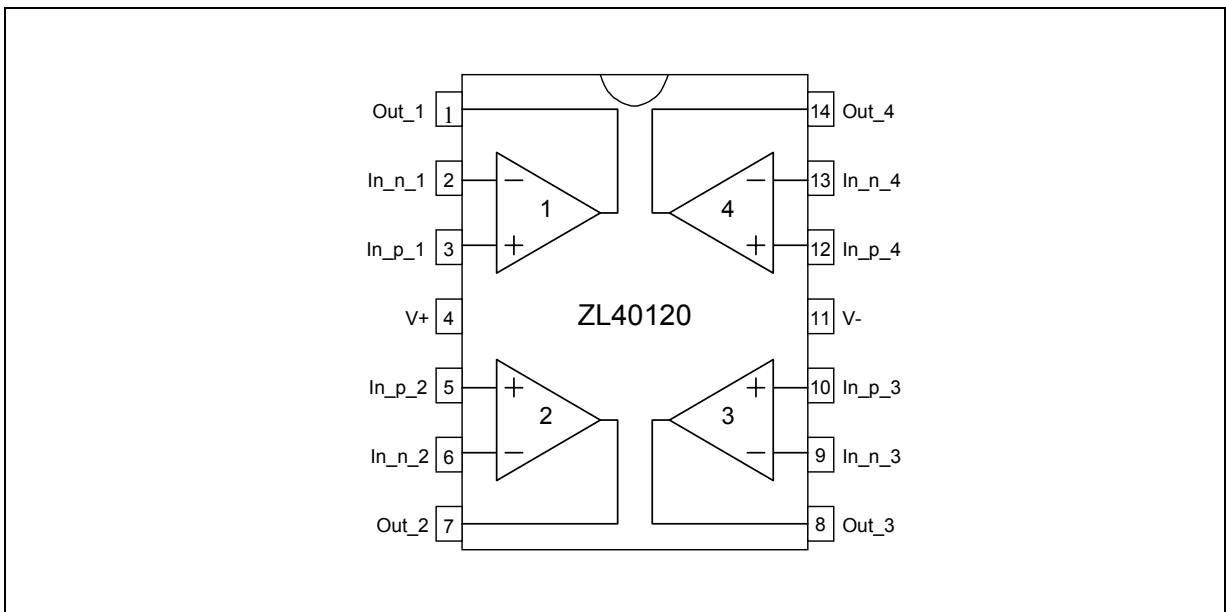 Out_1 1 14 Out_4
In_n_1 2 − − 13 In_n_4
1 4
In_p_1 3 + + 12 In_p_4
V+ 4 ZL40120 11 V-
In_p_2 5 + + 10 In_p_3
2 3
In_n_2 6 − − 9 In_n_3
Out_2 7 8 Out_3